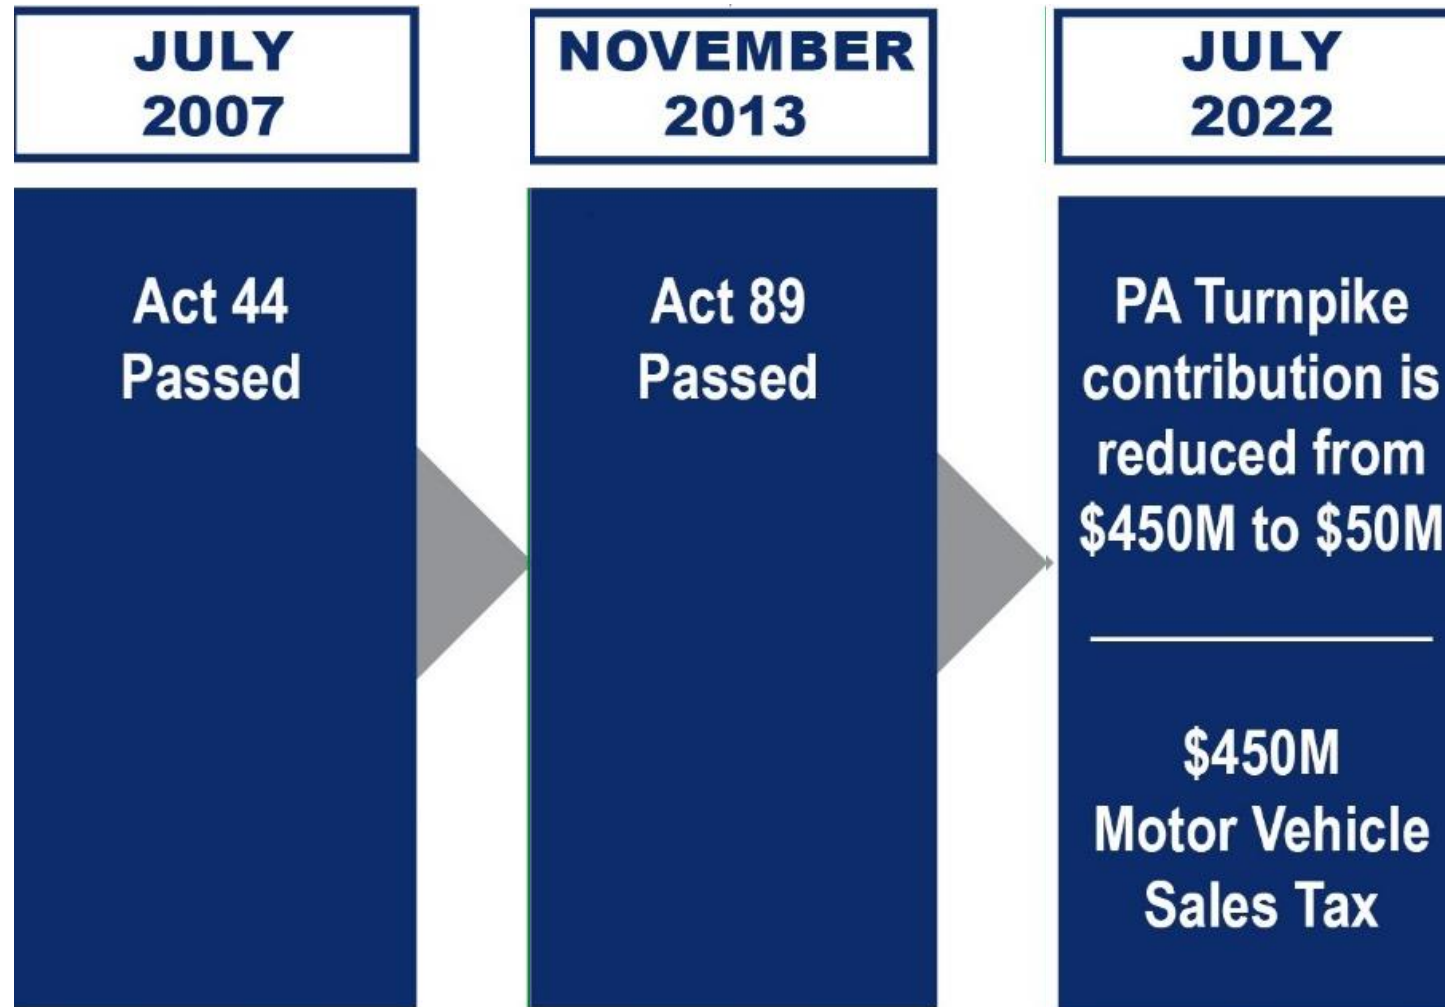 JULY
2007
Act 44
Passed
NOVEMBER
2013
Act 89
Passed
JULY
2022
PA Turnpike
contribution is
reduced from
$450M to $50M
$450M
Motor Vehicle
Sales Tax